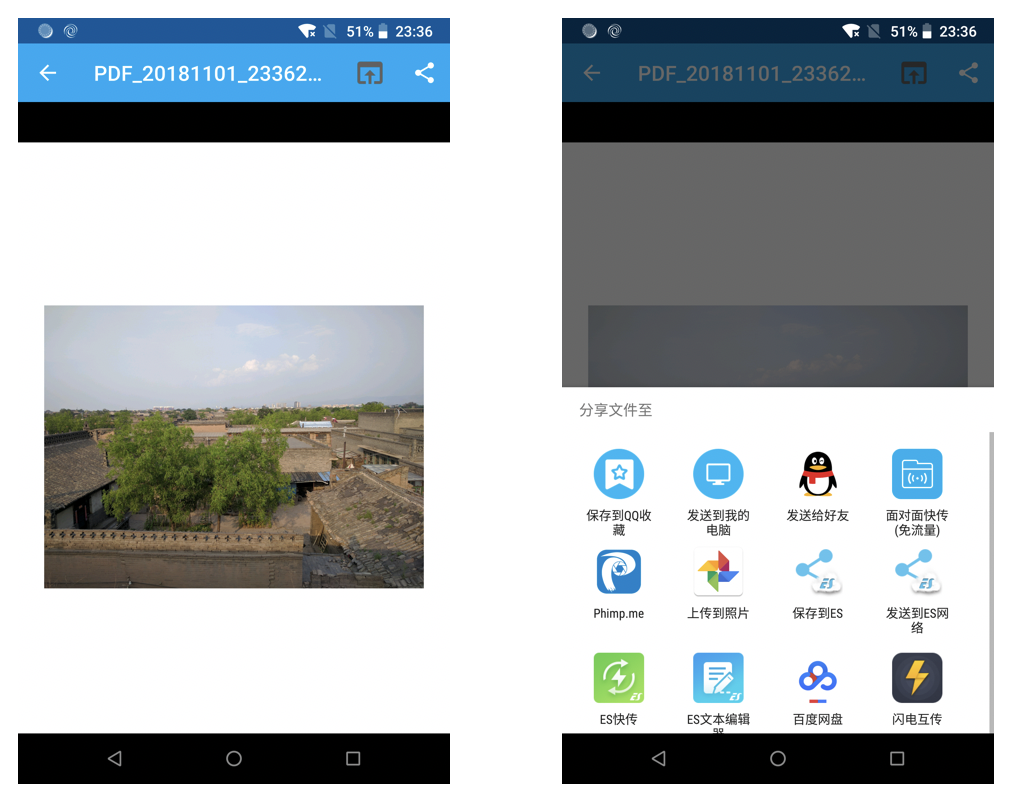 51% 23:36
PDF_20181101_23362...
51% 23:36
PDF_20181101_23362...
分享文件至
保存到QQ收
藏
发送到我的
电脑
发送给好友
面对面快传
(免流量)
Phimp.me
上传到照片
保存到ES
发送到ES网
络
ES快传
ES文本编辑
器
百度网盘
闪电互传